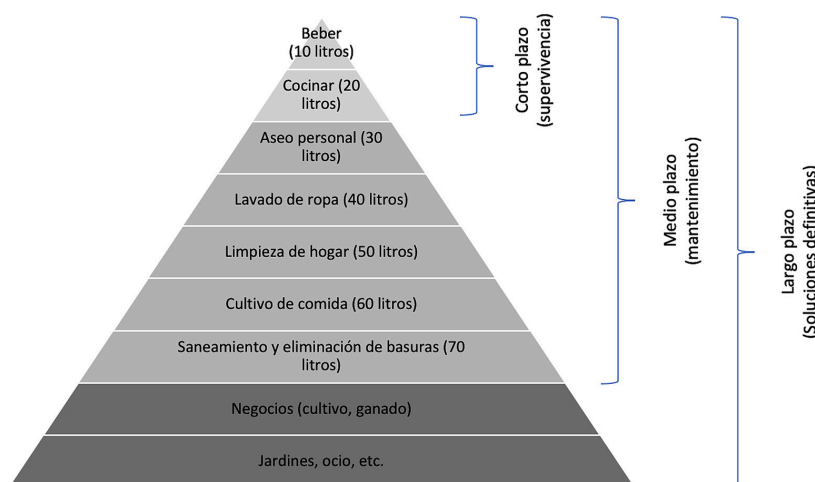 Beber
(10 litros)
Cocinar (20
litros)
Aseo personal (30
litros)
Lavado de ropa (40 litros)
Limpieza de hogar (50 litros)
Cultivo de comida (60 litros)
Saneamiento y eliminación de basuras (70
litros)
Negocios (cultivo, ganado)
Jardines, ocio, etc.
Corto plazo
(supervivencia)
Medio plazo
(mantenimiento)
Largo plazo
(Soluciones definitivas)